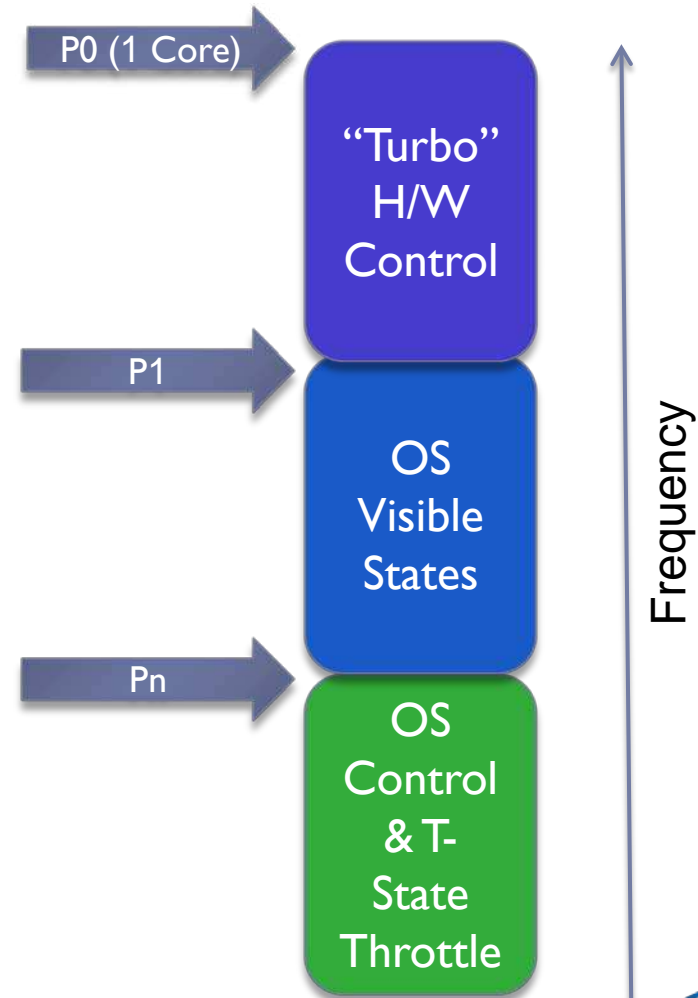 P0 (1 Core)
“Turbo”
H/W
Control
P1
OS
Visible
States
Frequency
Pn
OS
Control
& T-
State
Throttle